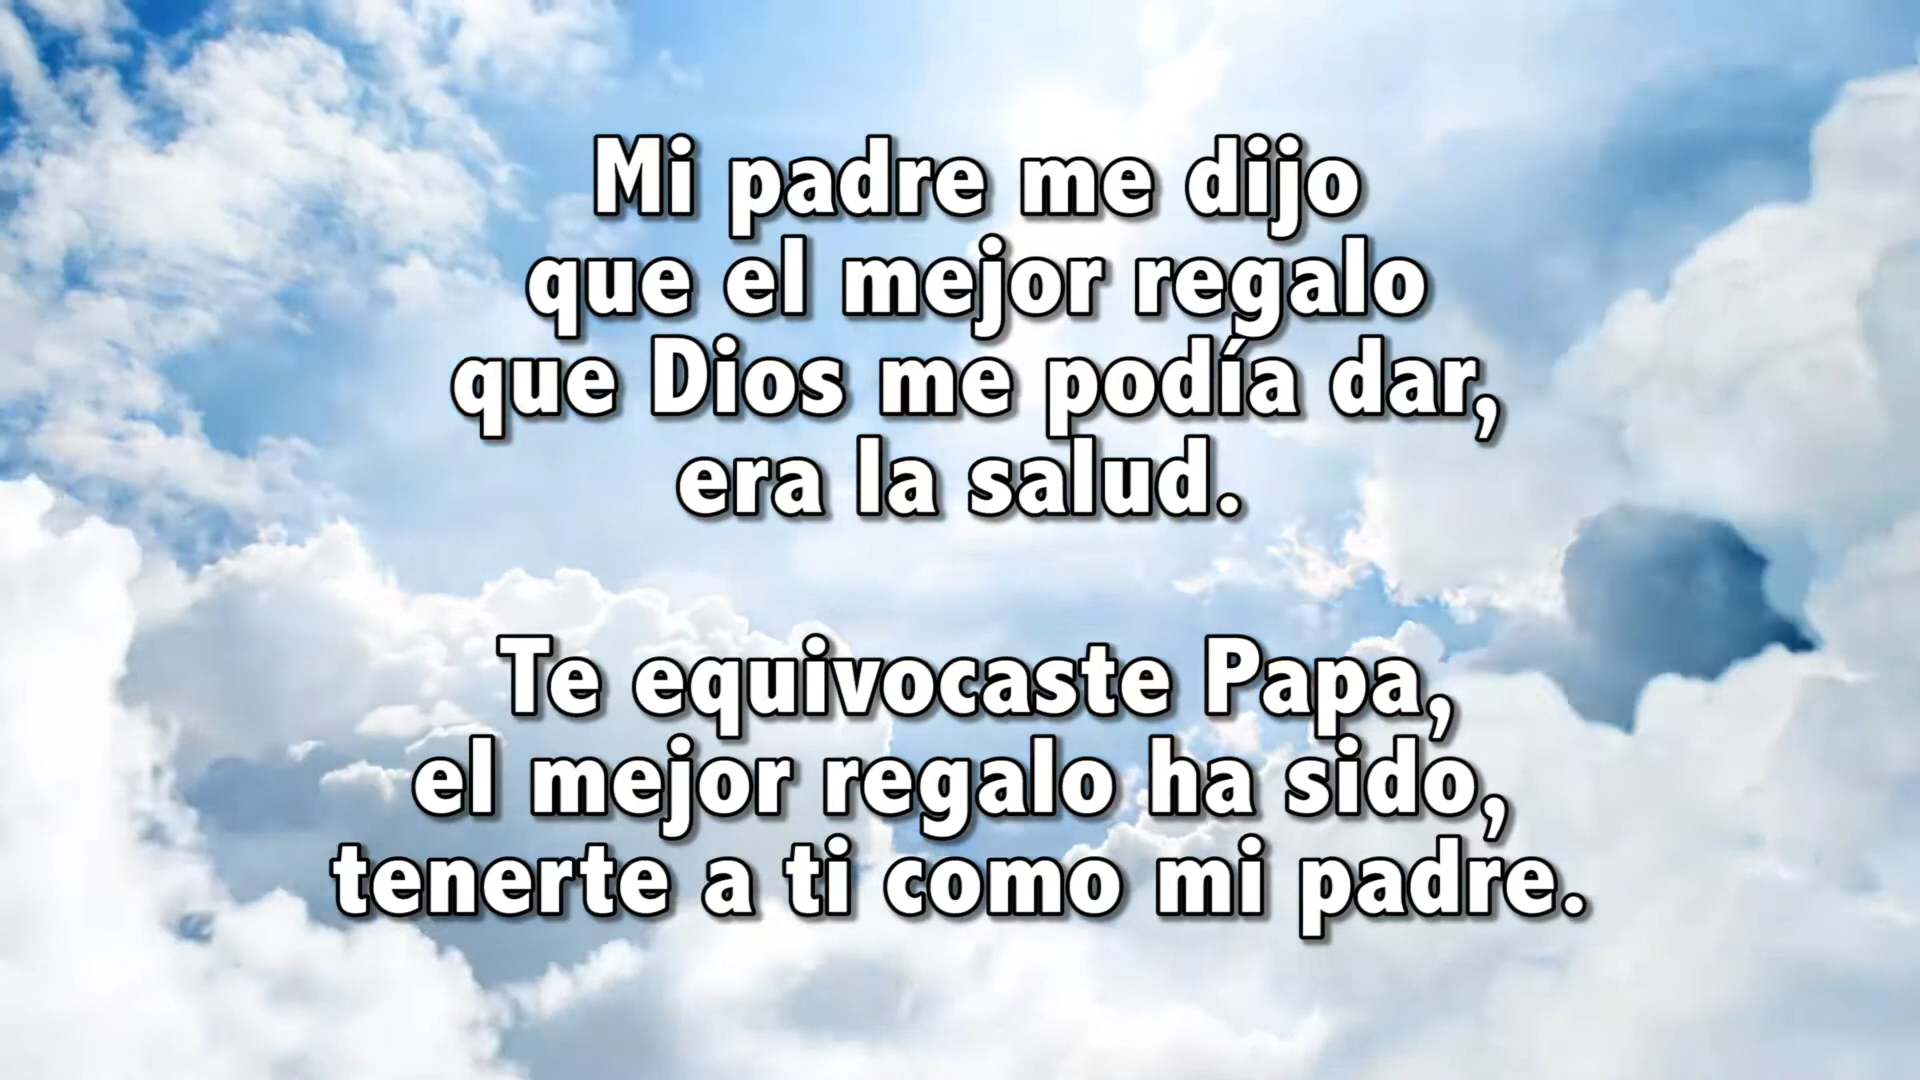 Mi padre me dijo
que el mejor regalo
que Dios me podía dar,
era la salud.
Te equivocaste Papa,
el mejor regalo ha sido,
tenerte a ti como mi padre.